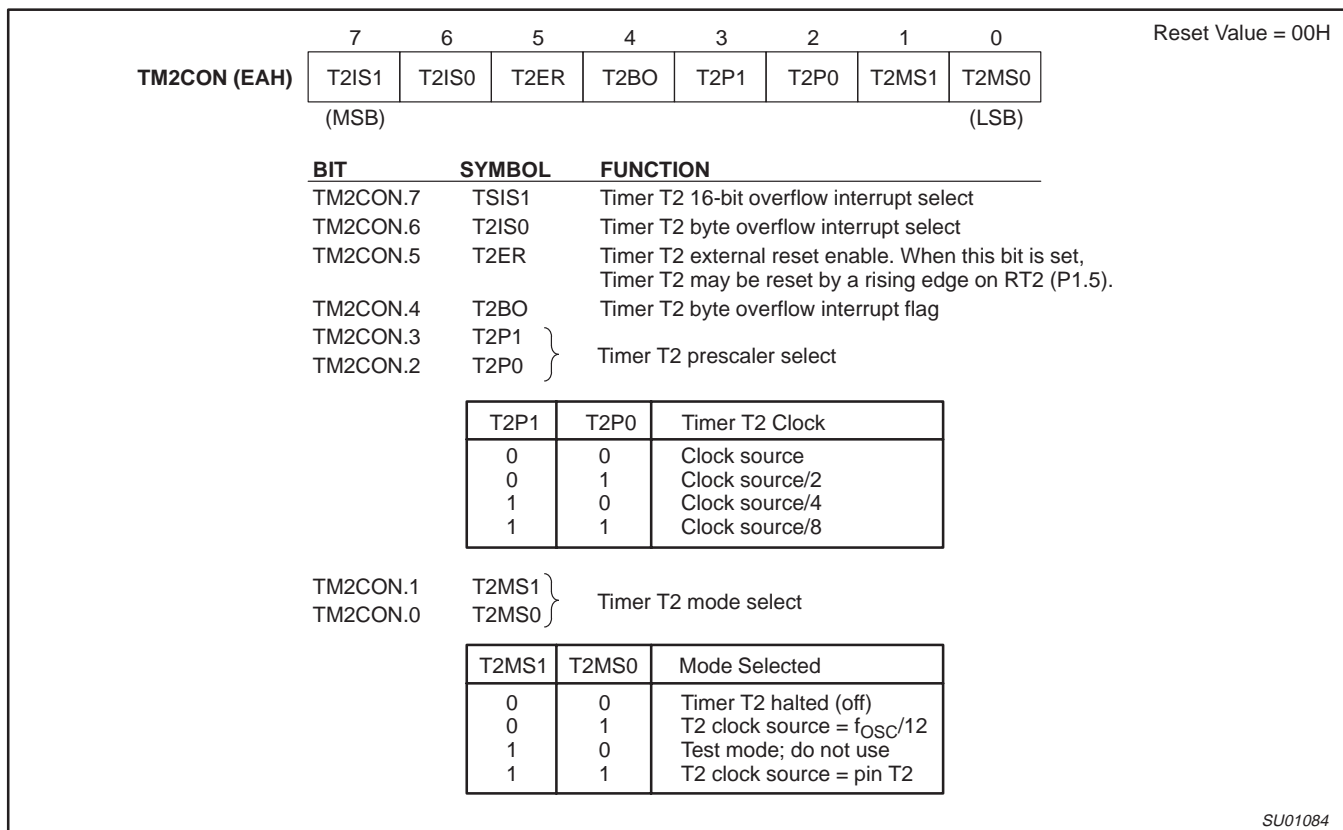 7 6 5 4 3 2 1 0 Reset Value = 00H
TM2CON (EAH) T2IS1 T2IS0 T2ER T2BO T2P1 T2P0 T2MS1 T2MS0
(MSB) (LSB)
BIT SYMBOL FUNCTION
TM2CON.7 TSIS1 Timer T2 16-bit overflow interrupt select
TM2CON.6 T2IS0 Timer T2 byte overflow interrupt select
TM2CON.5 T2ER Timer T2 external reset enable. When this bit is set,
Timer T2 may be reset by a rising edge on RT2 (P1.5).
TM2CON.4 T2BO Timer T2 byte overflow interrupt flag
TM2CON.3 T2P1
Timer T2 prescaler select
TM2CON.2 T2P0
T2P1 T2P0 Timer T2 Clock
0 0 Clock source
0 1 Clock source/2
1 0 Clock source/4
1 1 Clock source/8
TM2CON.1 T2MS1
Timer T2 mode select
TM2CON.0 T2MS0
T2MS1 T2MS0 Mode Selected
0 0 Timer T2 halted (off)
0 1 T2 clock source = fOSC/12
1 0 Test mode; do not use
1 1 T2 clock source = pin T2
SU01084